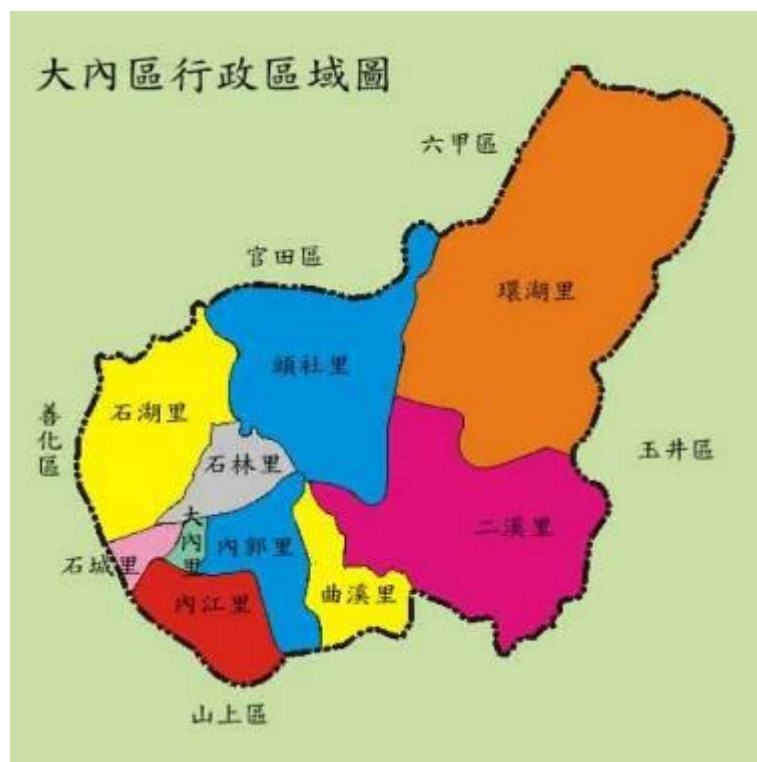 大內區行政區域圖
六甲區
官田區
環湖里
頭社里
石湖里
善化區
玉井區
石林里
大內里
二溪里
內郭里
石城里
曲溪里
內江里
山上區